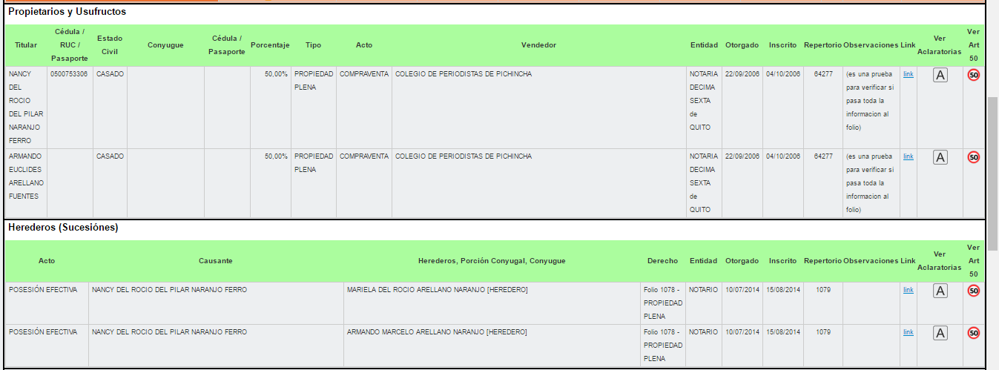 Propietarios y Usufructos
Titular Cédula / RUC / Pasaporte Estado Civil Conyugue Cédula / Pasaporte Porcentaje Tipo Acto Vendedor Entidad Otorgado Inscrito Repertorio Observaciones Link Ver Aclaratorias Ver Art 50
NANCY DEL ROCIO DEL PILAR NARANJO FERRO 0500753306 CASADO 50,00% PROPIEDAD PLENA COMPRAVENTA COLEGIO DE PERIODISTAS DE PICHINCHA NOTARIA DECIMA SEXTA de QUITO 22/09/2006 04/10/2006 64277 (es una prueba para verificar si pasa toda la informacion al folio) link A 50
ARMANDO EUCLIDES ARELLANO FUENTES CASADO 50,00% PROPIEDAD PLENA COMPRAVENTA COLEGIO DE PERIODISTAS DE PICHINCHA NOTARIA DECIMA SEXTA de QUITO 22/09/2006 04/10/2006 64277 (es una prueba para verificar si pasa toda la informacion al folio) link A 50
Herederos (Sucesiónes)
Acto Causante Herederos, Porción Conyugal, Conyugue Derecho Entidad Otorgado Inscrito Repertorio Observaciones Link Ver Aclaratorias Ver Art 50
POSESIÓN EFECTIVA NANCY DEL ROCIO DEL PILAR NARANJO FERRO MARIELA DEL ROCIO ARELLANO NARANJO [HEREDERO] Folio 1078 - PROPIEDAD PLENA NOTARIO 10/07/2014 15/08/2014 1079 link A 50
POSESIÓN EFECTIVA NANCY DEL ROCIO DEL PILAR NARANJO FERRO ARMANDO MARCELO ARELLANO NARANJO [HEREDERO] Folio 1078 - PROPIEDAD PLENA NOTARIO 10/07/2014 15/08/2014 1079 link A 50